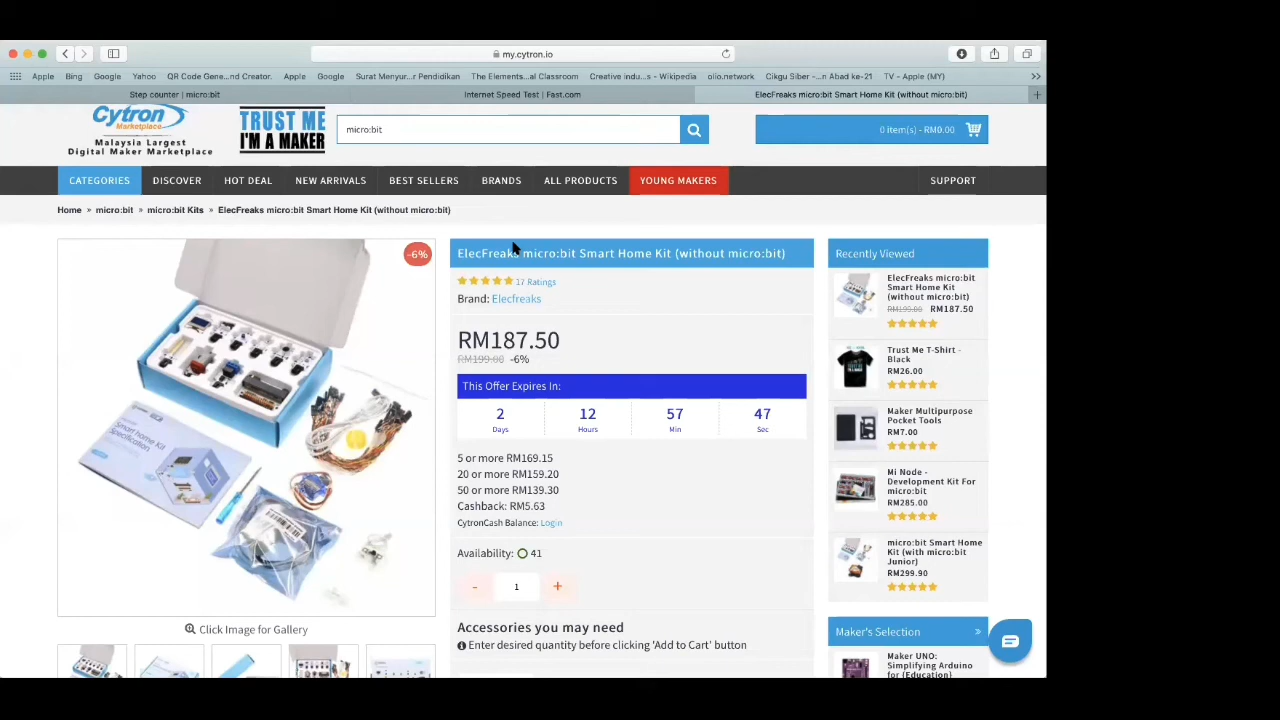 my.cytron.io
Apple Bing Google Yahoo QR Code Gene...nd Creator. Apple Google Surat Menyur...r Pendidikan The Elements...al Classroom Creative indu...s - Wikipedia olio.network Cikgu Siber -...n Abad ke-21 TV - Apple (MY) >>
Step counter | micro:bit Internet Speed Test | Fast.com ElecFreaks micro:bit Smart Home Kit (without micro:bit) +
Cytron
Marketplace
Malaysia Largest
Digital Maker Marketplace
TRUST ME
I'M A MAKER
micro:bit
0 item(s) - RM0.00
CATEGORIES DISCOVER HOT DEAL NEW ARRIVALS BEST SELLERS BRANDS ALL PRODUCTS YOUNG MAKERS SUPPORT
Home » micro:bit » micro:bit Kits » ElecFreaks micro:bit Smart Home Kit (without micro:bit)
-6%
Smart Home Kit
Specification
Click Image for Gallery
ElecFreaks micro:bit Smart Home Kit (without micro:bit)
17 Ratings
Brand: Elecfreaks
RM187.50
RM199.00 -6%
This Offer Expires In:
2 12 57 47
Days Hours Min Sec
5 or more RM169.15
20 or more RM159.20
50 or more RM139.30
Cashback: RM5.63
CytronCash Balance: Login
Availability: 41
- 1 +
Accessories you may need
Enter desired quantity before clicking 'Add to Cart' button
Recently Viewed
ElecFreaks micro:bit
Smart Home Kit
(without micro:bit)
RM199.00 RM187.50
Trust Me T-Shirt -
Black
RM26.00
Maker Multipurpose
Pocket Tools
RM7.00
Mi Node -
Development Kit For
micro:bit
RM285.00
micro:bit Smart Home
Kit (with micro:bit
Junior)
RM299.90
Maker's Selection »
Maker UNO:
Simplifying Arduino
for {Education}